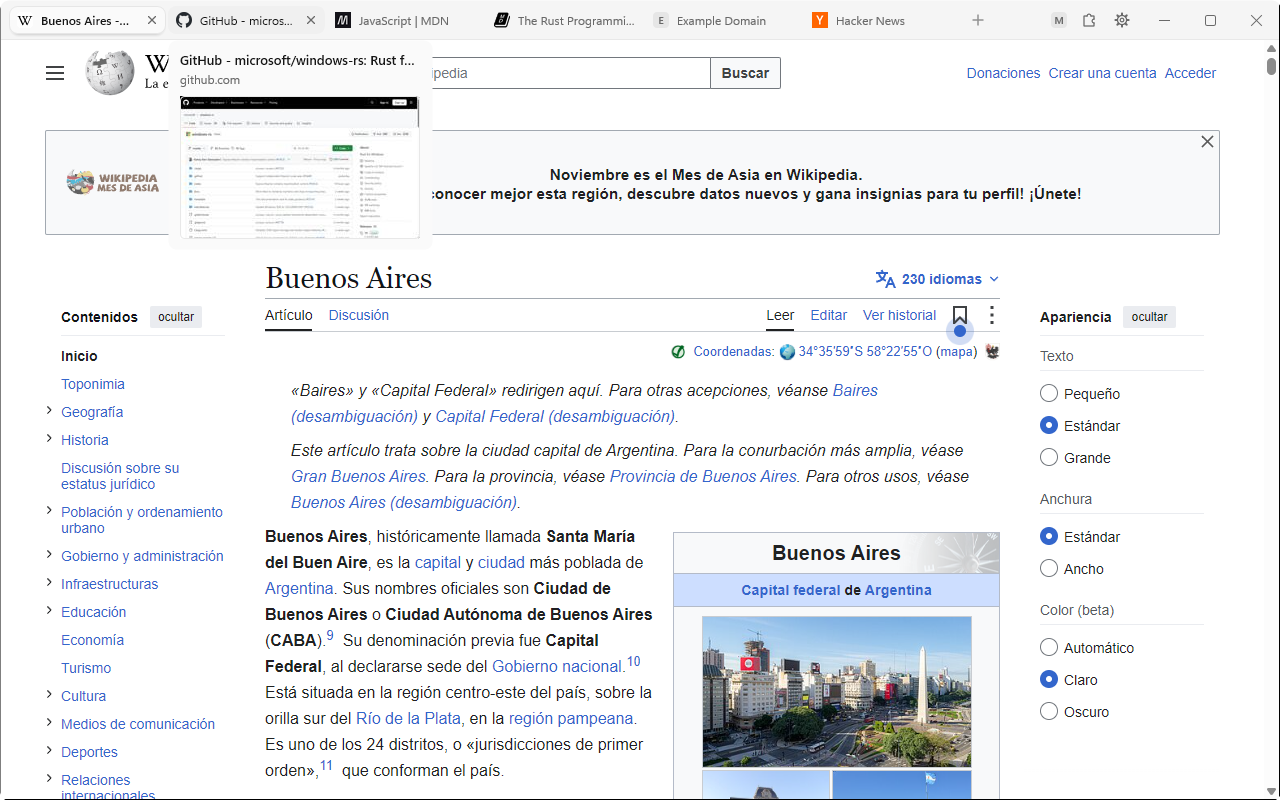 Buenos Aires -...
GitHub - micros...
JavaScript | MDN
The Rust Programmi...
E Example Domain
Y Hacker News
M
GitHub - microsoft/windows-rs: Rust f...
github.com
W
La e
ipedia
Buscar
Donaciones Crear una cuenta Acceder
WIKIPEDIA
MES DE ASIA
Noviembre es el Mes de Asia en Wikipedia.
conocer mejor esta región, descubre datos nuevos y gana insignias para tu perfil! ¡Únete!
Buenos Aires
230 idiomas
Artículo Discusión
Leer Editar Ver historial
Coordenadas: 34°35′59″S 58°22′55″O (mapa)
Contenidos ocultar
Inicio
Toponimia
Geografía
Historia
Discusión sobre su
estatus jurídico
Población y ordenamiento
urbano
Gobierno y administración
Infraestructuras
Educación
Economía
Turismo
Cultura
Medios de comunicación
Deportes
Relaciones
internacionales
«Baires» y «Capital Federal» redirigen aquí. Para otras acepciones, véanse Baires
(desambiguación) y Capital Federal (desambiguación).
Este artículo trata sobre la ciudad capital de Argentina. Para la conurbación más amplia, véase
Gran Buenos Aires. Para la provincia, véase Provincia de Buenos Aires. Para otros usos, véase
Buenos Aires (desambiguación).
Buenos Aires, históricamente llamada Santa María
del Buen Aire, es la capital y ciudad más poblada de
Argentina. Sus nombres oficiales son Ciudad de
Buenos Aires o Ciudad Autónoma de Buenos Aires
(CABA).9 Su denominación previa fue Capital
Federal, al declararse sede del Gobierno nacional.10
Está situada en la región centro-este del país, sobre la
orilla sur del Río de la Plata, en la región pampeana.
Es uno de los 24 distritos, o «jurisdicciones de primer
orden»,11 que conforman el país.
Buenos Aires
Capital federal de Argentina
Apariencia ocultar
Texto
Pequeño
Estándar
Grande
Anchura
Estándar
Ancho
Color (beta)
Automático
Claro
Oscuro